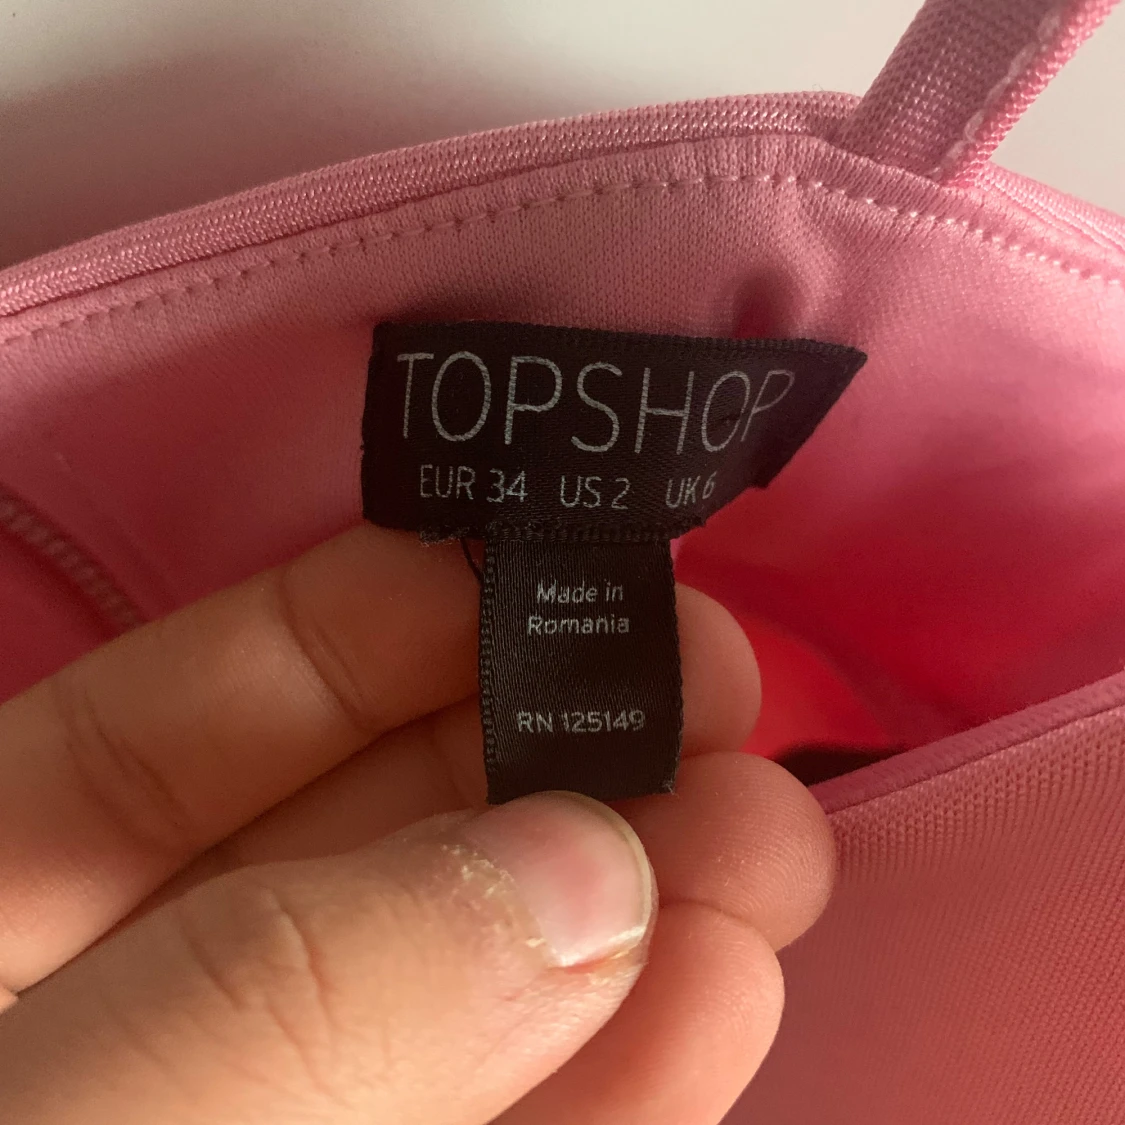 TOPSHOP
EUR 34 US 2 UK 6
Made in
Romania
RN 125149